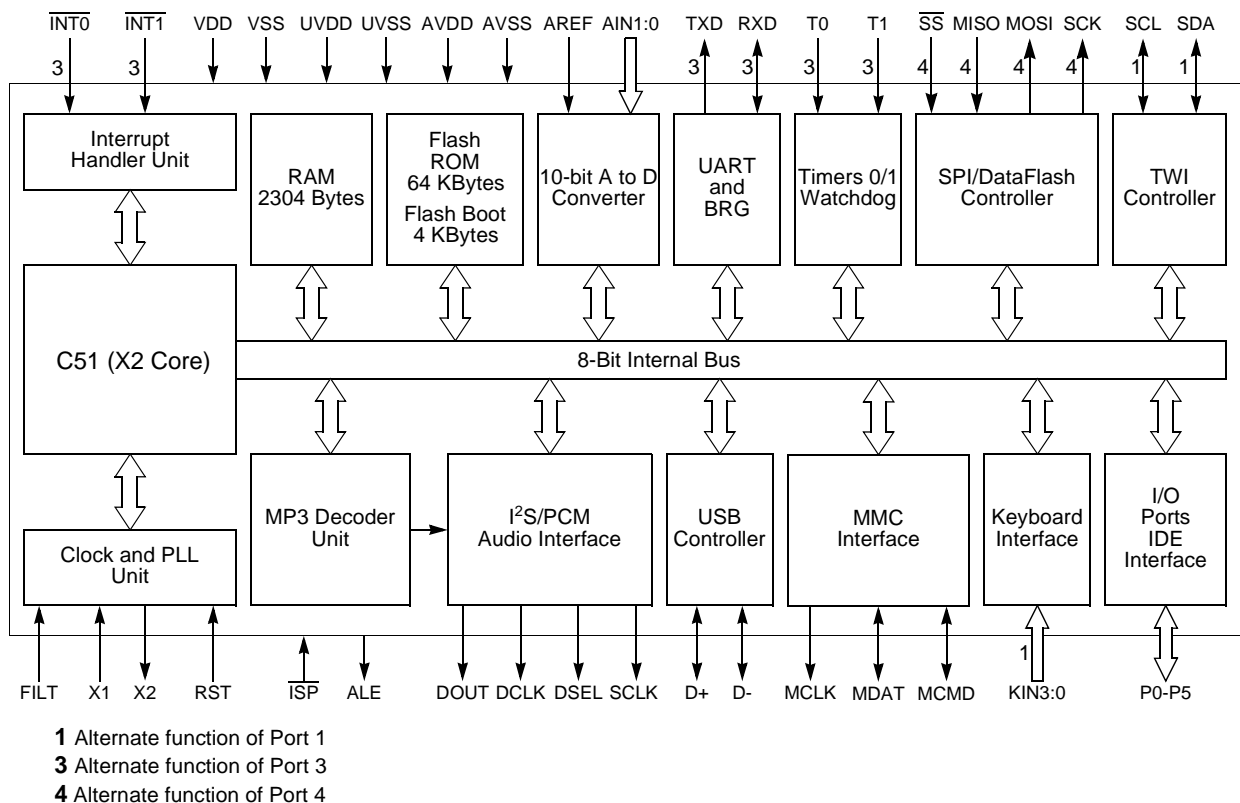 INT0 INT1 VDD VSS UVDD UVSS AVDD AVSS AREF AIN1:0 TXD RXD T0 T1 SS MISO MOSI SCK SCL SDA
3 3 3 3 3 3 4 4 4 4 1 1
Interrupt
Handler Unit
RAM
2304 Bytes
Flash
ROM
64 KBytes
Flash Boot
4 KBytes
10-bit A to D
Converter
UART
and
BRG
Timers 0/1
Watchdog
SPI/DataFlash
Controller
TWI
Controller
C51 (X2 Core)
8-Bit Internal Bus
Clock and PLL
Unit
MP3 Decoder
Unit
I²S/PCM
Audio Interface
USB
Controller
MMC
Interface
Keyboard
Interface
I/O
Ports
IDE
Interface
1
FILT X1 X2 RST ISP ALE DOUT DCLK DSEL SCLK D+ D- MCLK MDAT MCMD KIN3:0 P0-P5
1 Alternate function of Port 1
3 Alternate function of Port 3
4 Alternate function of Port 4